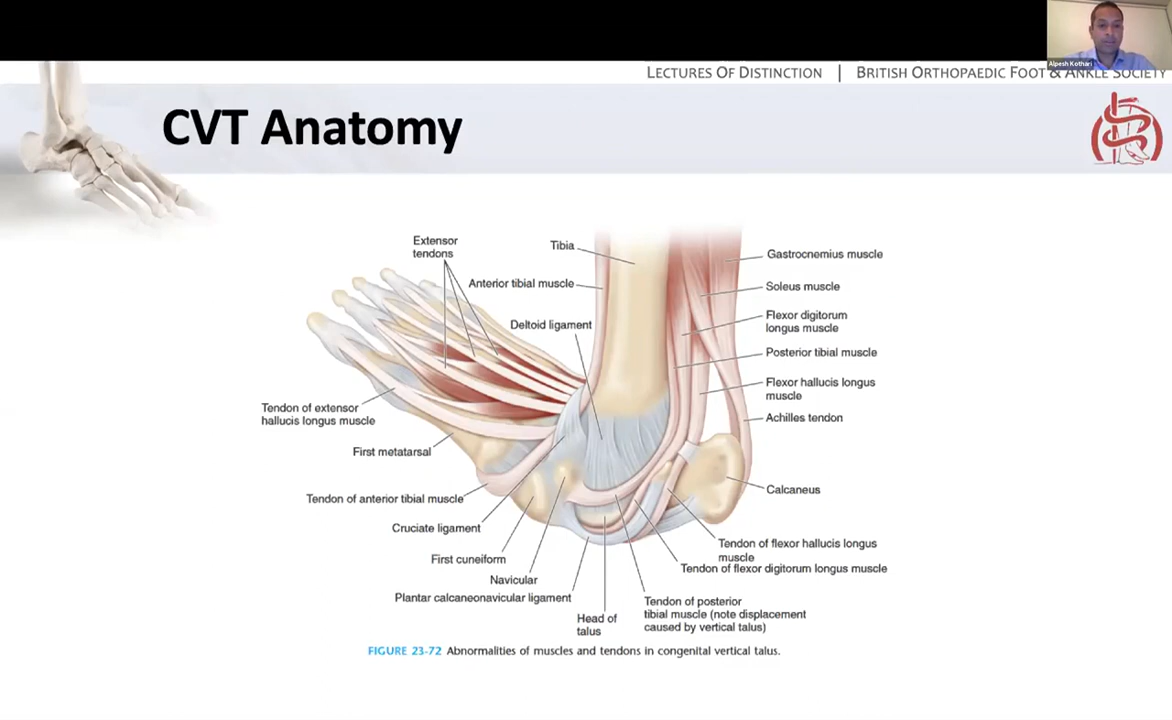 Alpesh Kothari
LECTURES OF DISTINCTION | BRITISH ORTHOPAEDIC FOOT & ANKLE SOCIETY
CVT Anatomy
Extensor
tendons
Tibia
Anterior tibial muscle
Deltoid ligament
Gastrocnemius muscle
Soleus muscle
Flexor digitorum
longus muscle
Posterior tibial muscle
Flexor hallucis longus
muscle
Achilles tendon
Tendon of extensor
hallucis longus muscle
First metatarsal
Tendon of anterior tibial muscle
Cruciate ligament
First cuneiform
Navicular
Plantar calcaneonavicular ligament
Head of
talus
Calcaneus
Tendon of flexor hallucis longus
muscle
Tendon of flexor digitorum longus muscle
Tendon of posterior
tibial muscle (note displacement
caused by vertical talus)
FIGURE 23-72 Abnormalities of muscles and tendons in congenital vertical talus.